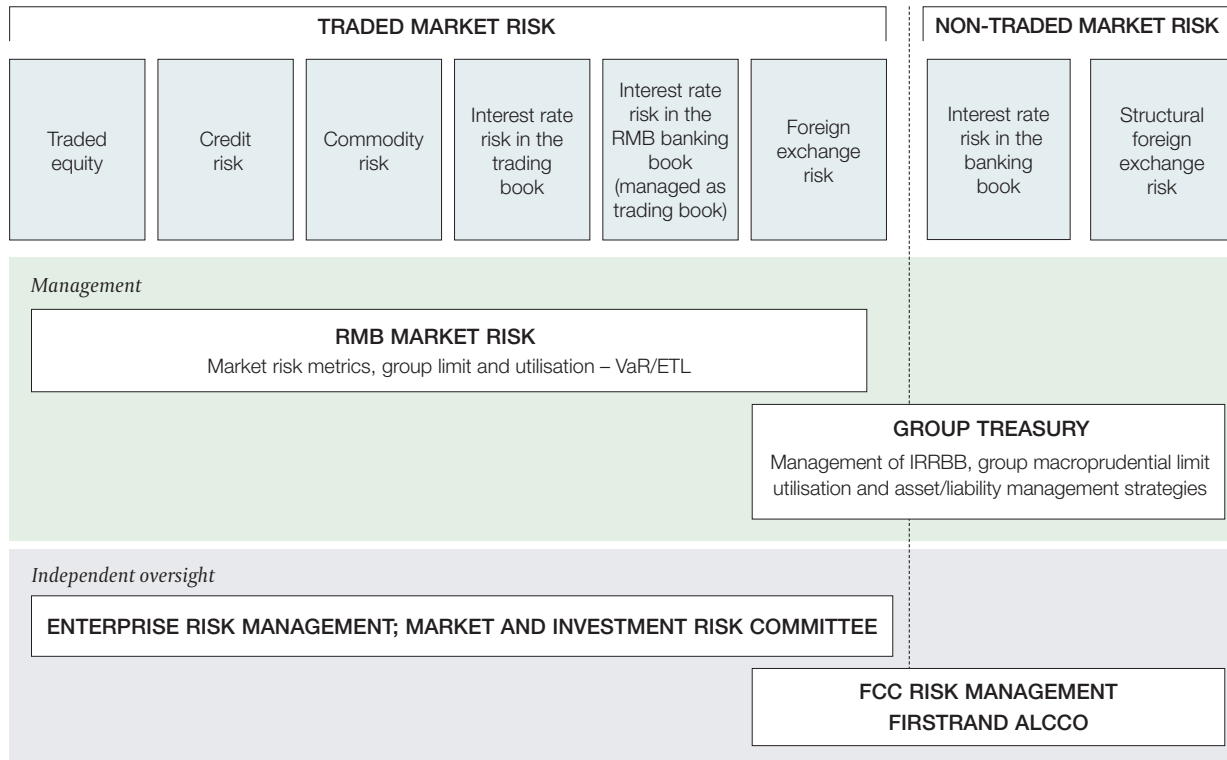 TRADED MARKET RISK
NON-TRADED MARKET RISK
Traded
equity
Credit
risk
Commodity
risk
Interest rate
risk in the
trading
book
Interest rate
risk in the
RMB banking
book
(managed as
trading book)
Foreign
exchange
risk
Interest rate
risk in the
banking
book
Structural
foreign
exchange
risk
Management
RMB MARKET RISK
Market risk metrics, group limit and utilisation – VaR/ETL
GROUP TREASURY
Management of IRRBB, group macroprudential limit
utilisation and asset/liability management strategies
Independent oversight
ENTERPRISE RISK MANAGEMENT; MARKET AND INVESTMENT RISK COMMITTEE
FCC RISK MANAGEMENT
FIRSTRAND ALCCO